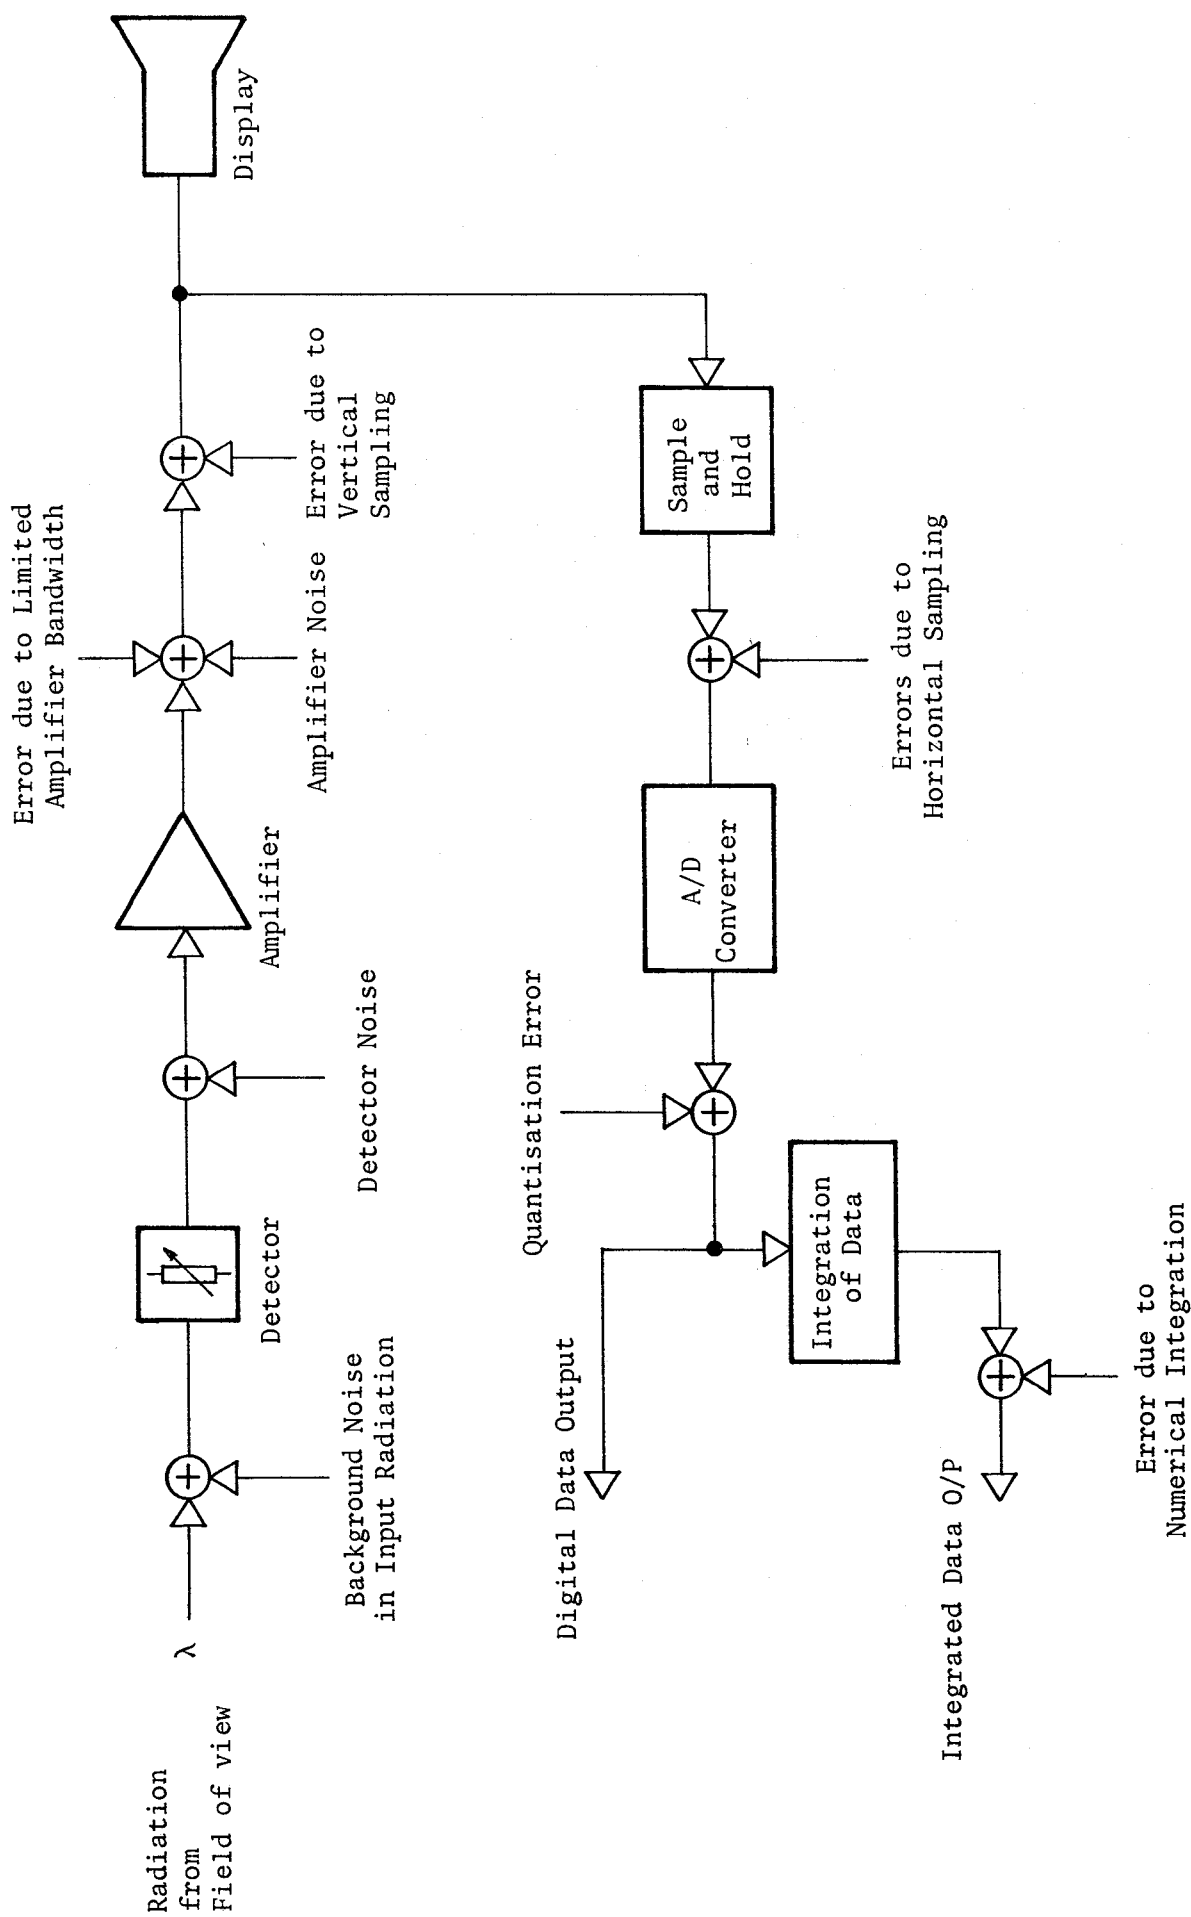 Radiation
from
Field of view
λ
Background Noise
in Input Radiation
Detector
Detector Noise
Amplifier
Error due to Limited
Amplifier Bandwidth
Amplifier Noise
Error due to
Vertical
Sampling
Display
Sample
and
Hold
Errors due to
Horizontal Sampling
A/D
Converter
Quantisation Error
Digital Data Output
Integration
of Data
Integrated Data O/P
Error due to
Numerical Integration